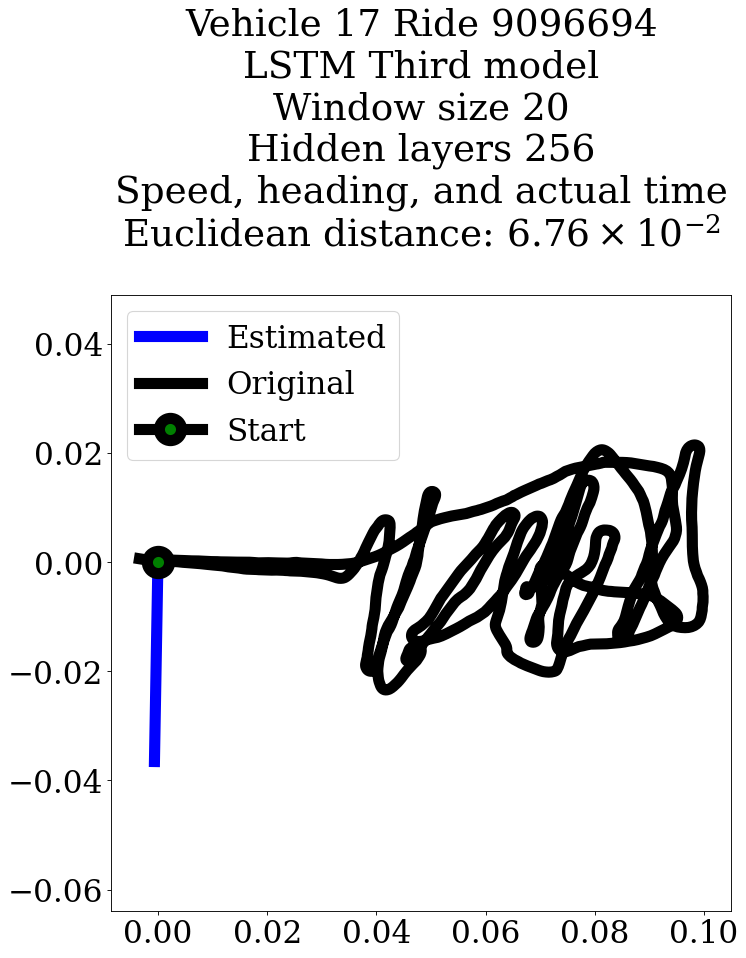 Vehicle 17 Ride 9096694
LSTM Third model
Window size 20
Hidden layers 256
Speed, heading, and actual time
Euclidean distance: 6.76 × 10⁻²
Estimated
Original
Start
0.04
0.02
0.00
−0.02
−0.04
−0.06
0.00 0.02 0.04 0.06 0.08 0.10